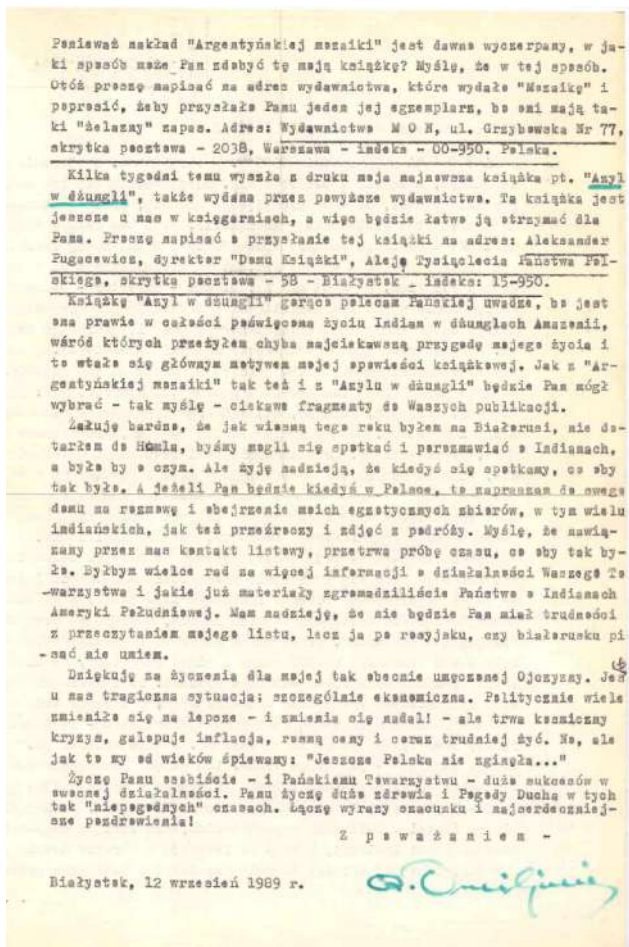 Ponieważ nakład "Argentyńskiej mozaiki" jest dawno wyczerpany, w ja-
ki sposób może Pan zdobyć tę moją książkę? Myślę, że w tej sposób.
Otóż proszę napisać na adres wydawnictwa, które wydało "Mozaikę" i
poprosić, żeby przysłało Panu jeden jej egzemplarz, bo oni mają ta-
ki "żelazny" zapas. Adres: Wydawnictwo M O N, ul. Grzybowska Nr 77,
skrytka pocztowa - 2038, Warszawa - indeks - 00-950. Polska.
Kilka tygodni temu wyszła z druku moja najnowsza książka pt. "Azyl
w dżungli", także wydana przez powyższe wydawnictwo. Ta książka jest
jeszcze u nas w księgarniach, a więc będzie łatwo ją otrzymać dla
Pana. Proszę napisać o przysłanie tej książki na adres: Aleksander
Pugacewicz, dyrektor "Domu Książki", Aleja Tysiąclecia Państwa Pol-
skiego, skrytka pocztowa - 58 - Białystok - indeks: 15-950.
Książkę "Azyl w dżungli" gorąco polecam Pańskiej uwadze, bo jest
ona prawie w całości poświęcona życiu Indian w dżunglach Amazonii,
wśród których przeżyłem chyba najciekawszą przygodę mojego życia i
to stało się głównym motywem mojej opowieści książkowej. Jak z "Ar-
gentyńskiej mozaiki" tak też i z "Azylu w dżungli" będzie Pan mógł
wybrać - tak myślę - ciekawe fragmenty do Waszych publikacji.
Żałuję bardzo, że jak wiosną tego roku byłem na Białorusi, nie do-
tarłem do Homla, byśmy mogli się spotkać i porozmawiać o Indianach,
a było by o czym. Ale żyję nadzieją, że kiedyś się spotkamy, co oby
tak było. A jeżeli Pan będzie kiedyś w Polsce, to zapraszam do swego
domu na rozmowę i obejrzenie moich egzotycznych zbiorów, w tym wielu
indiańskich, jak też przeźroczy i zdjęć z podróży. Myślę, że nawią-
zany przez nas kontakt listowy, przetrwa próbę czasu, co oby tak by-
ło. Byłbym wielce rad za więcej informacji o działalności Waszego To
-warzystwa i jakie już materiały zgromadziliście Państwo o Indianach
Ameryki Południowej. Mam nadzieję, że nie będzie Pan miał trudności
z przeczytaniem mojego listu, lecz ja po rosyjsku, czy białorusku pi
-sać nie umiem.
Dziękuję za życzenia dla mojej tak obecnie umęczonej Ojczyzny. Jest
u nas tragiczna sytuacja; szczególnie ekonomiczna. Politycznie wiele
zmieniło się na lepsze - i zmienia się nadal! - ale trwa kosmiczny
kryzys, galopuje inflacja, rosną ceny i coraz trudniej żyć. No, ale
jak to my od wieków śpiewamy: "Jeszcze Polska nie zginęła..."
Życzę Panu osobiście - i Pańskiemu Towarzystwu - dużo sukcesów w
owocnej działalności. Panu życzę dużo zdrowia i Pogody Ducha w tych
tak "niepogodnych" czasach. Łączę wyrazy szacunku i najserdeczniej-
sze pozdrowienia!
Z poważaniem -
Białystok, 12 wrzesień 1989 r.